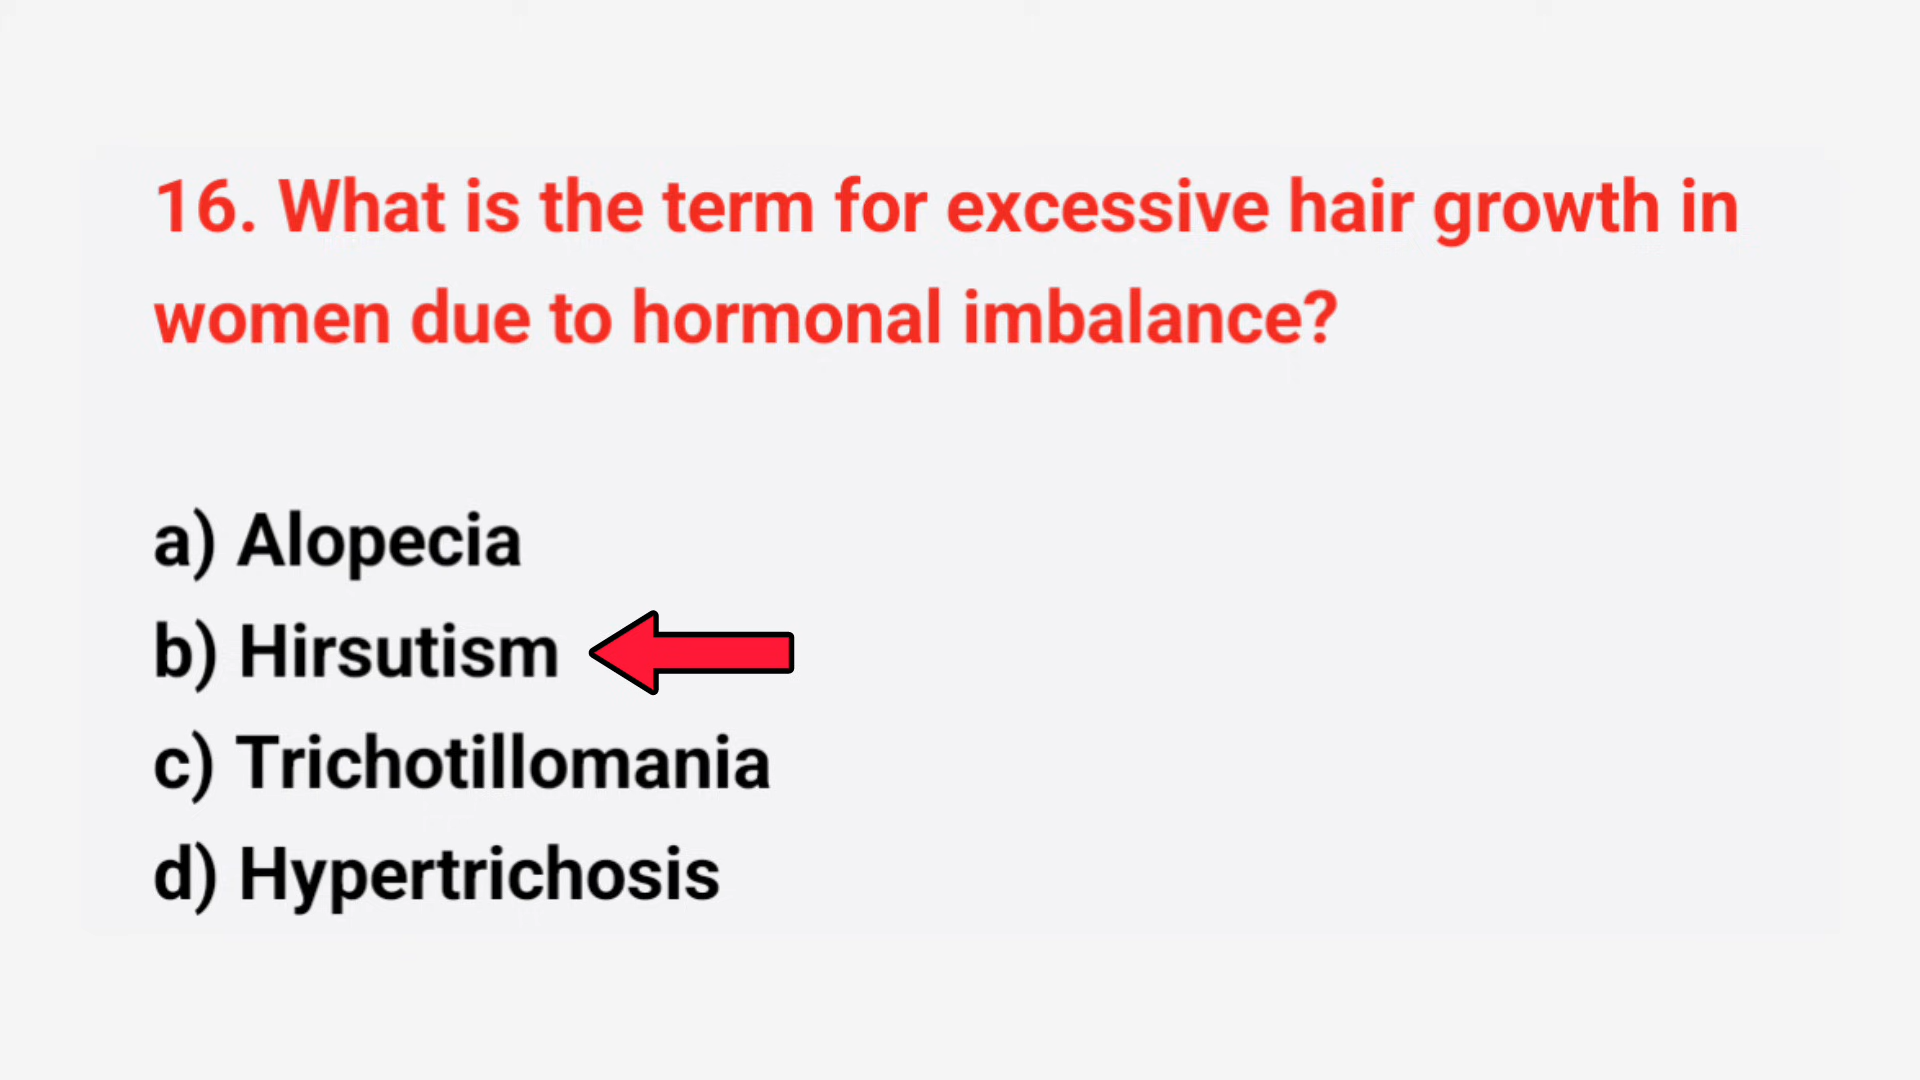 16. What is the term for excessive hair growth in
women due to hormonal imbalance?
a) Alopecia
b) Hirsutism
c) Trichotillomania
d) Hypertrichosis